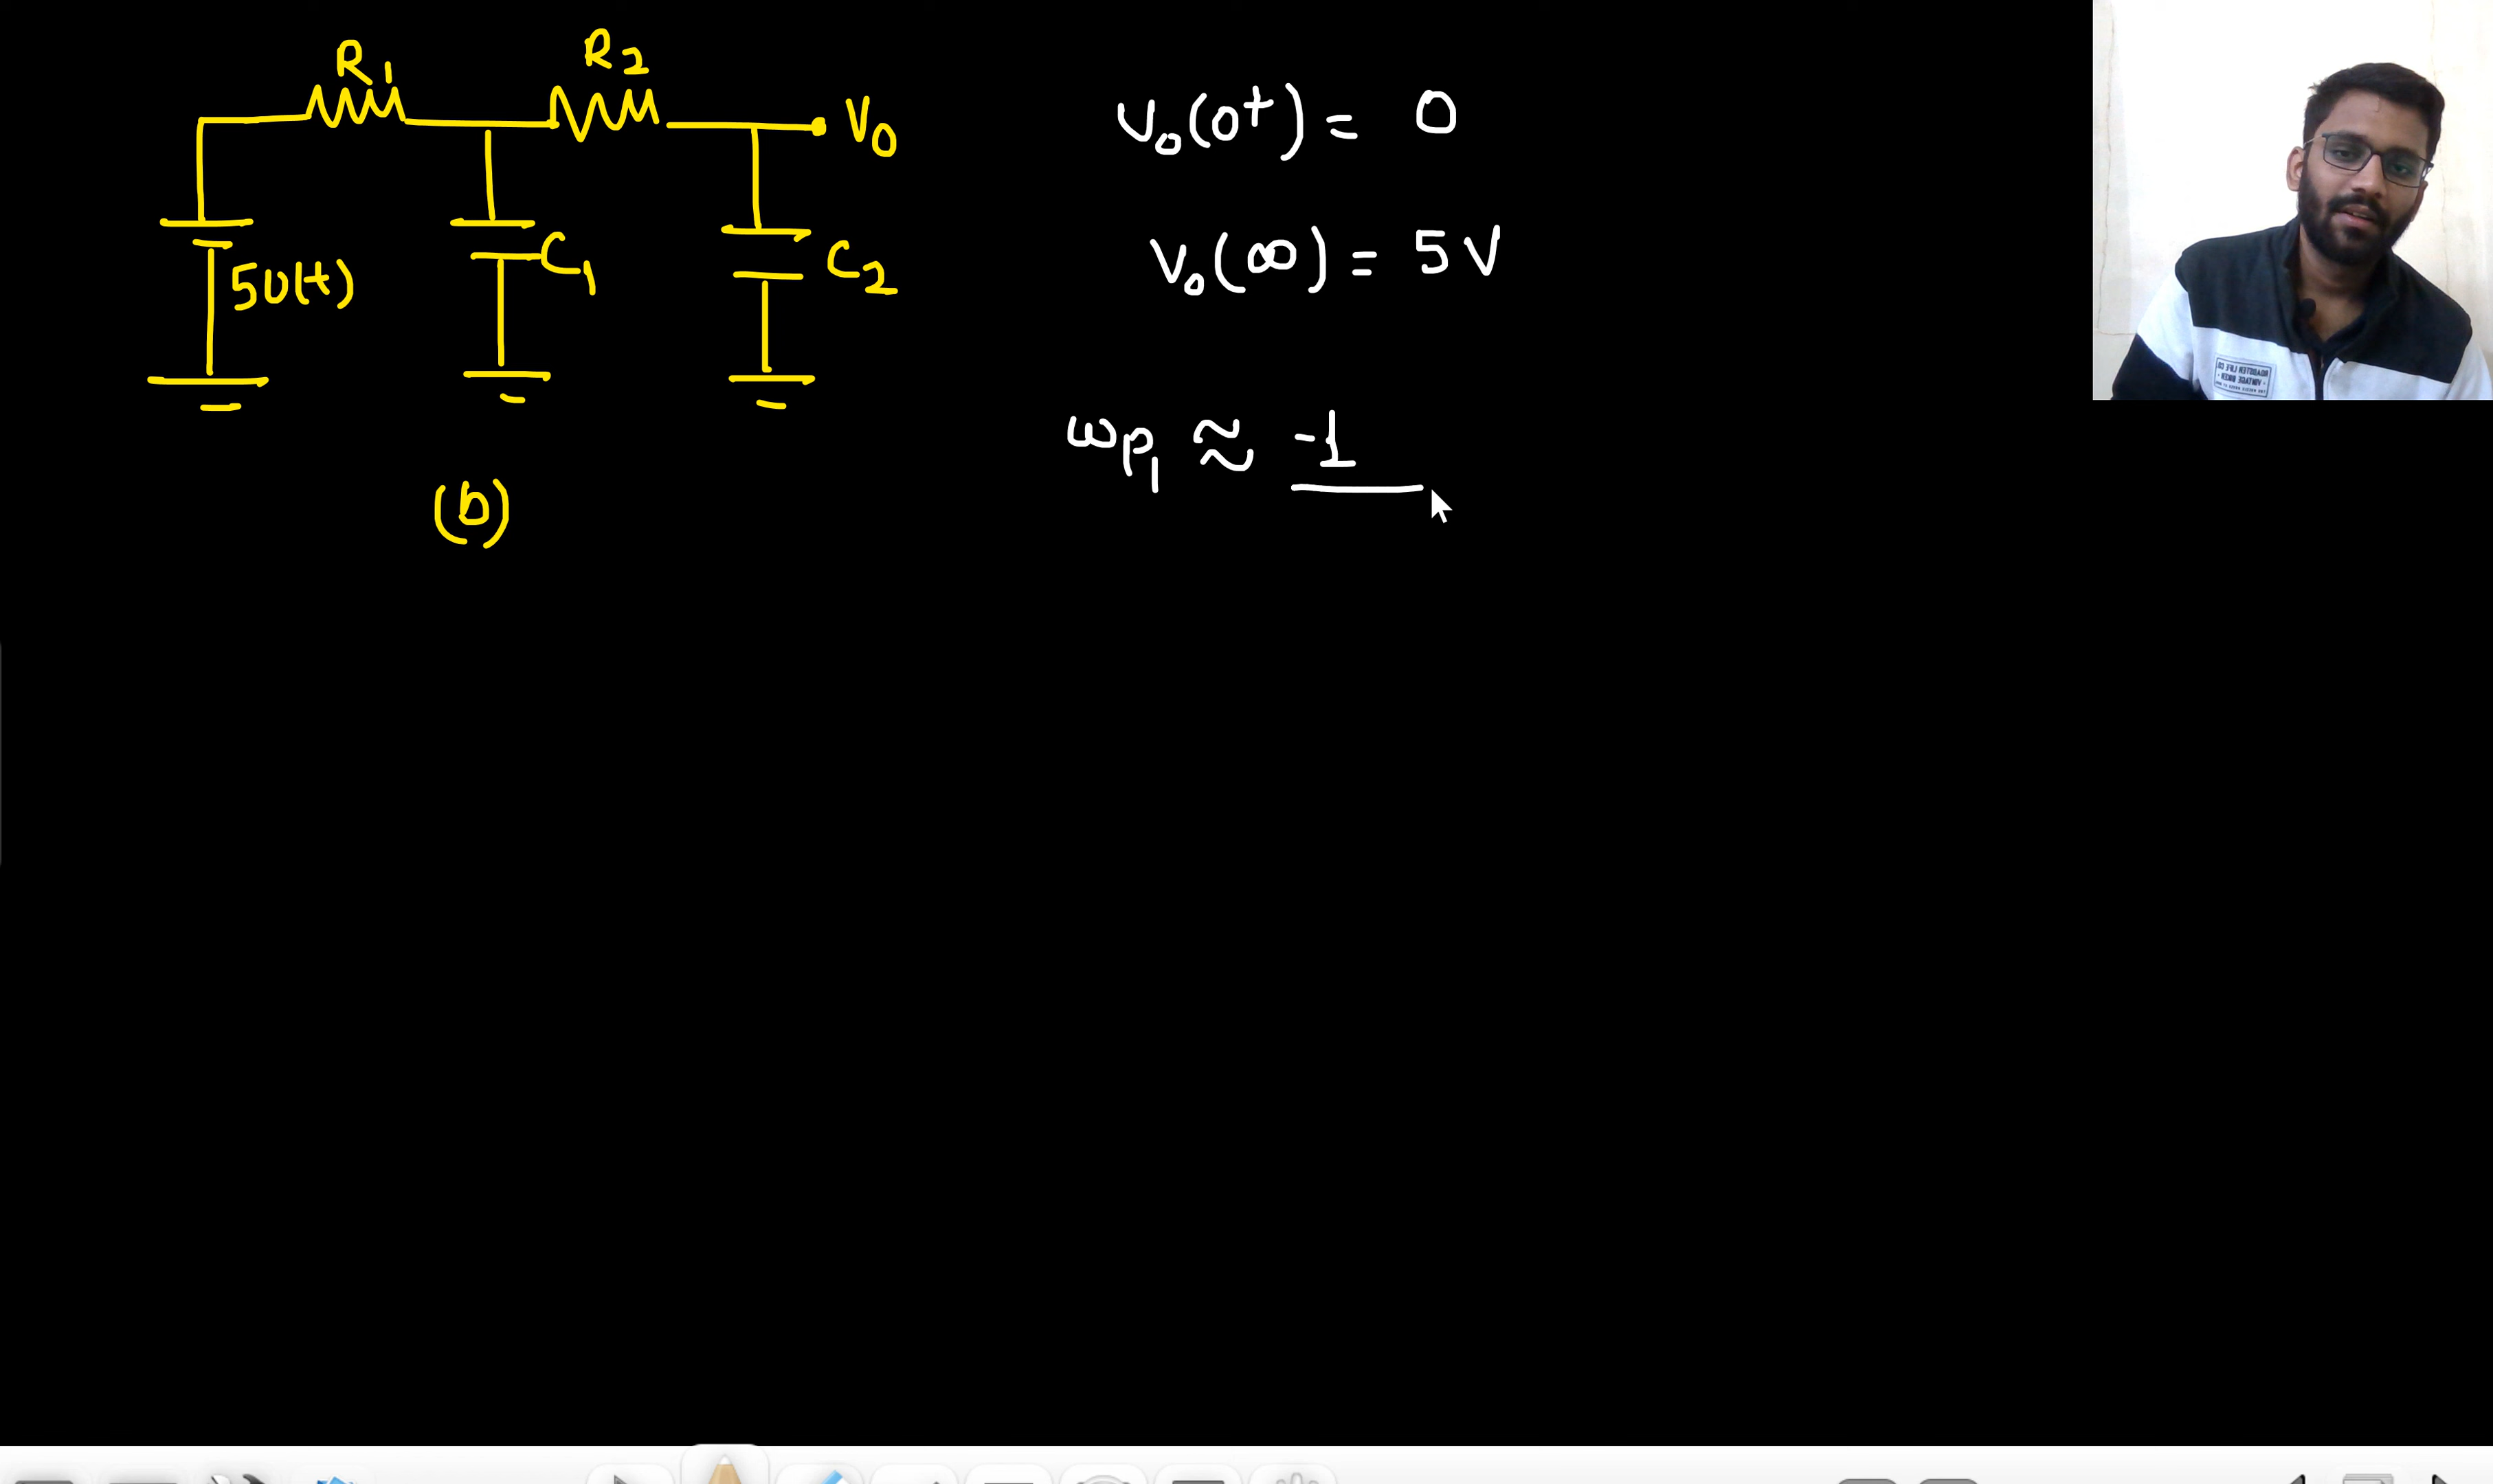 R1
R2
V0
5U(t)
C1
C2
(b)
V0(0+) = 0
V0(∞) = 5V
ωp1 ≈ -1